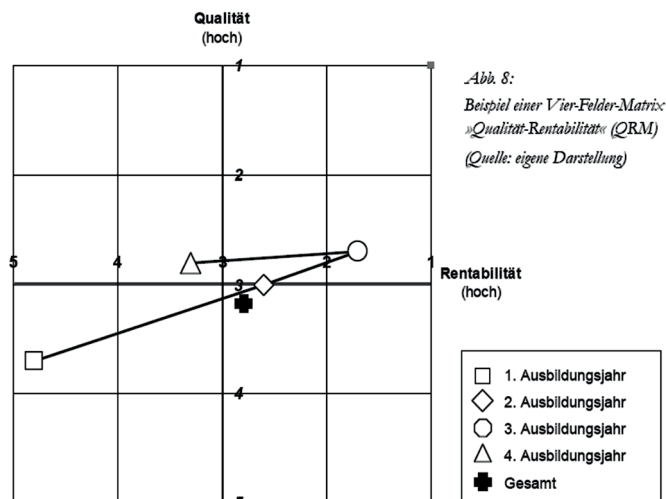 Qualität
(hoch)
1
Abb. 8:
Beispiel einer Vier-Felder-Matrix
»Qualität-Rentabilität« (QRM)
(Quelle: eigene Darstellung)
2
5
4
3
2
1
Rentabilität
(hoch)
3
4
1. Ausbildungsjahr
2. Ausbildungsjahr
3. Ausbildungsjahr
4. Ausbildungsjahr
Gesamt